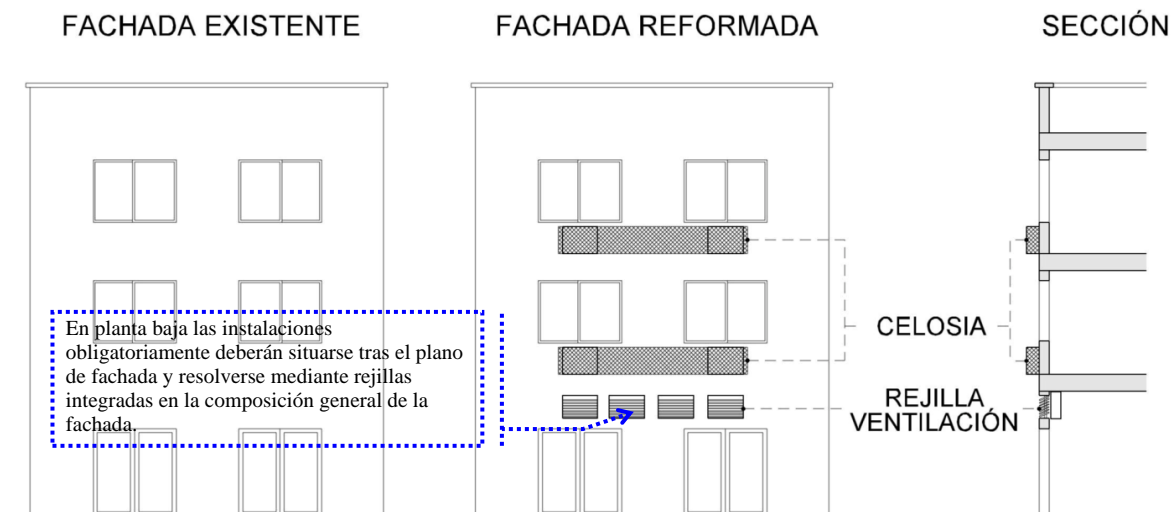 FACHADA EXISTENTE
FACHADA REFORMADA
SECCIÓN
En planta baja las instalaciones
obligatoriamente deberán situarse tras el plano
de fachada y resolverse mediante rejillas
integradas en la composición general de la
fachada.
CELOSIA
REJILLA
VENTILACIÓN